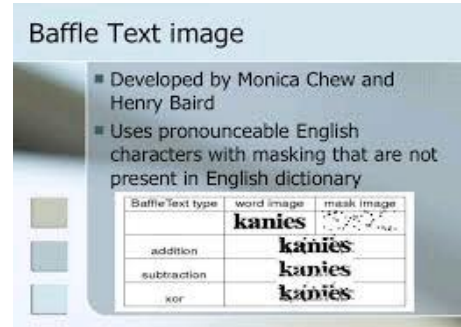 Baffle Text image
Developed by Monica Chew and
Henry Baird
Uses pronounceable English
characters with masking that are not
present in English dictionary
BaffleText type word image mask image
kanies
addition kanies
subtraction kanies
xor kanies